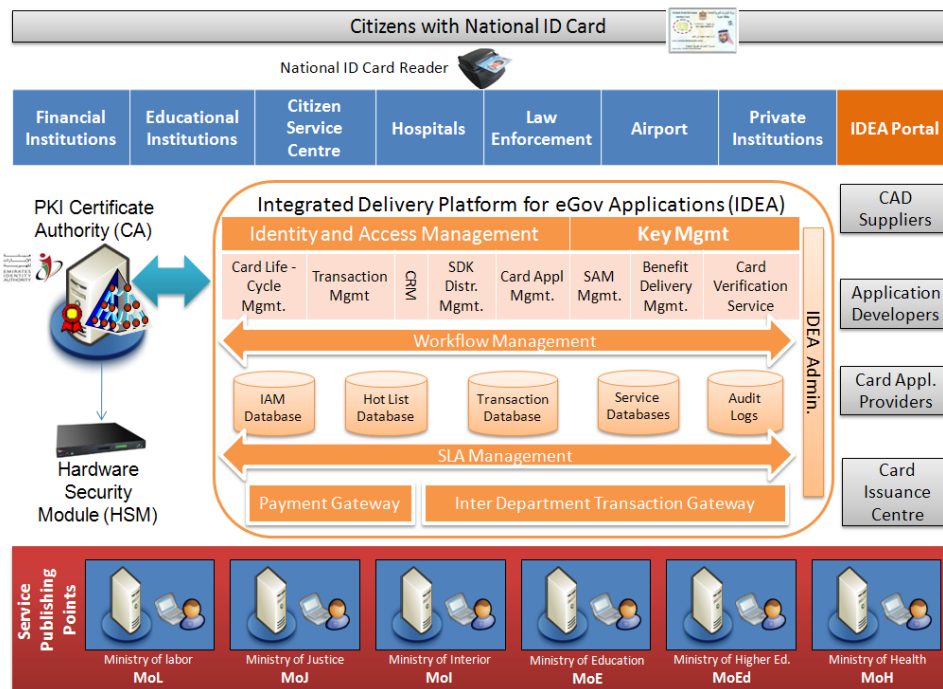 Citizens with National ID Card
National ID Card Reader
Financial
Institutions
Educational
Institutions
Citizen
Service
Centre
Hospitals
Law
Enforcement
Airport
Private
Institutions
IDEA Portal
PKI Certificate
Authority (CA)
EMIRATES
IDENTITY
AUTHORITY
Hardware
Security
Module (HSM)
Integrated Delivery Platform for eGov Applications (IDEA)
Identity and Access Management
Key Mgmt
Card Life -
Cycle
Mgmt.
Transaction
Mgmt
CRM
SDK
Distr.
Mgmt.
Card Appl
Mgmt.
SAM
Mgmt.
Benefit
Delivery
Mgmt.
Card
Verification
Service
Workflow Management
IAM
Database
Hot List
Database
Transaction
Database
Service
Databases
Audit
Logs
SLA Management
Payment Gateway
Inter Department Transaction Gateway
IDEA Admin.
CAD
Suppliers
Application
Developers
Card Appl.
Providers
Card
Issuance
Centre
Service
Publishing
Points
Ministry of labor
MoL
Ministry of Justice
MoJ
Ministry of Interior
MoI
Ministry of Education
MoE
Ministry of Higher Ed.
MoEd
Ministry of Health
MoH